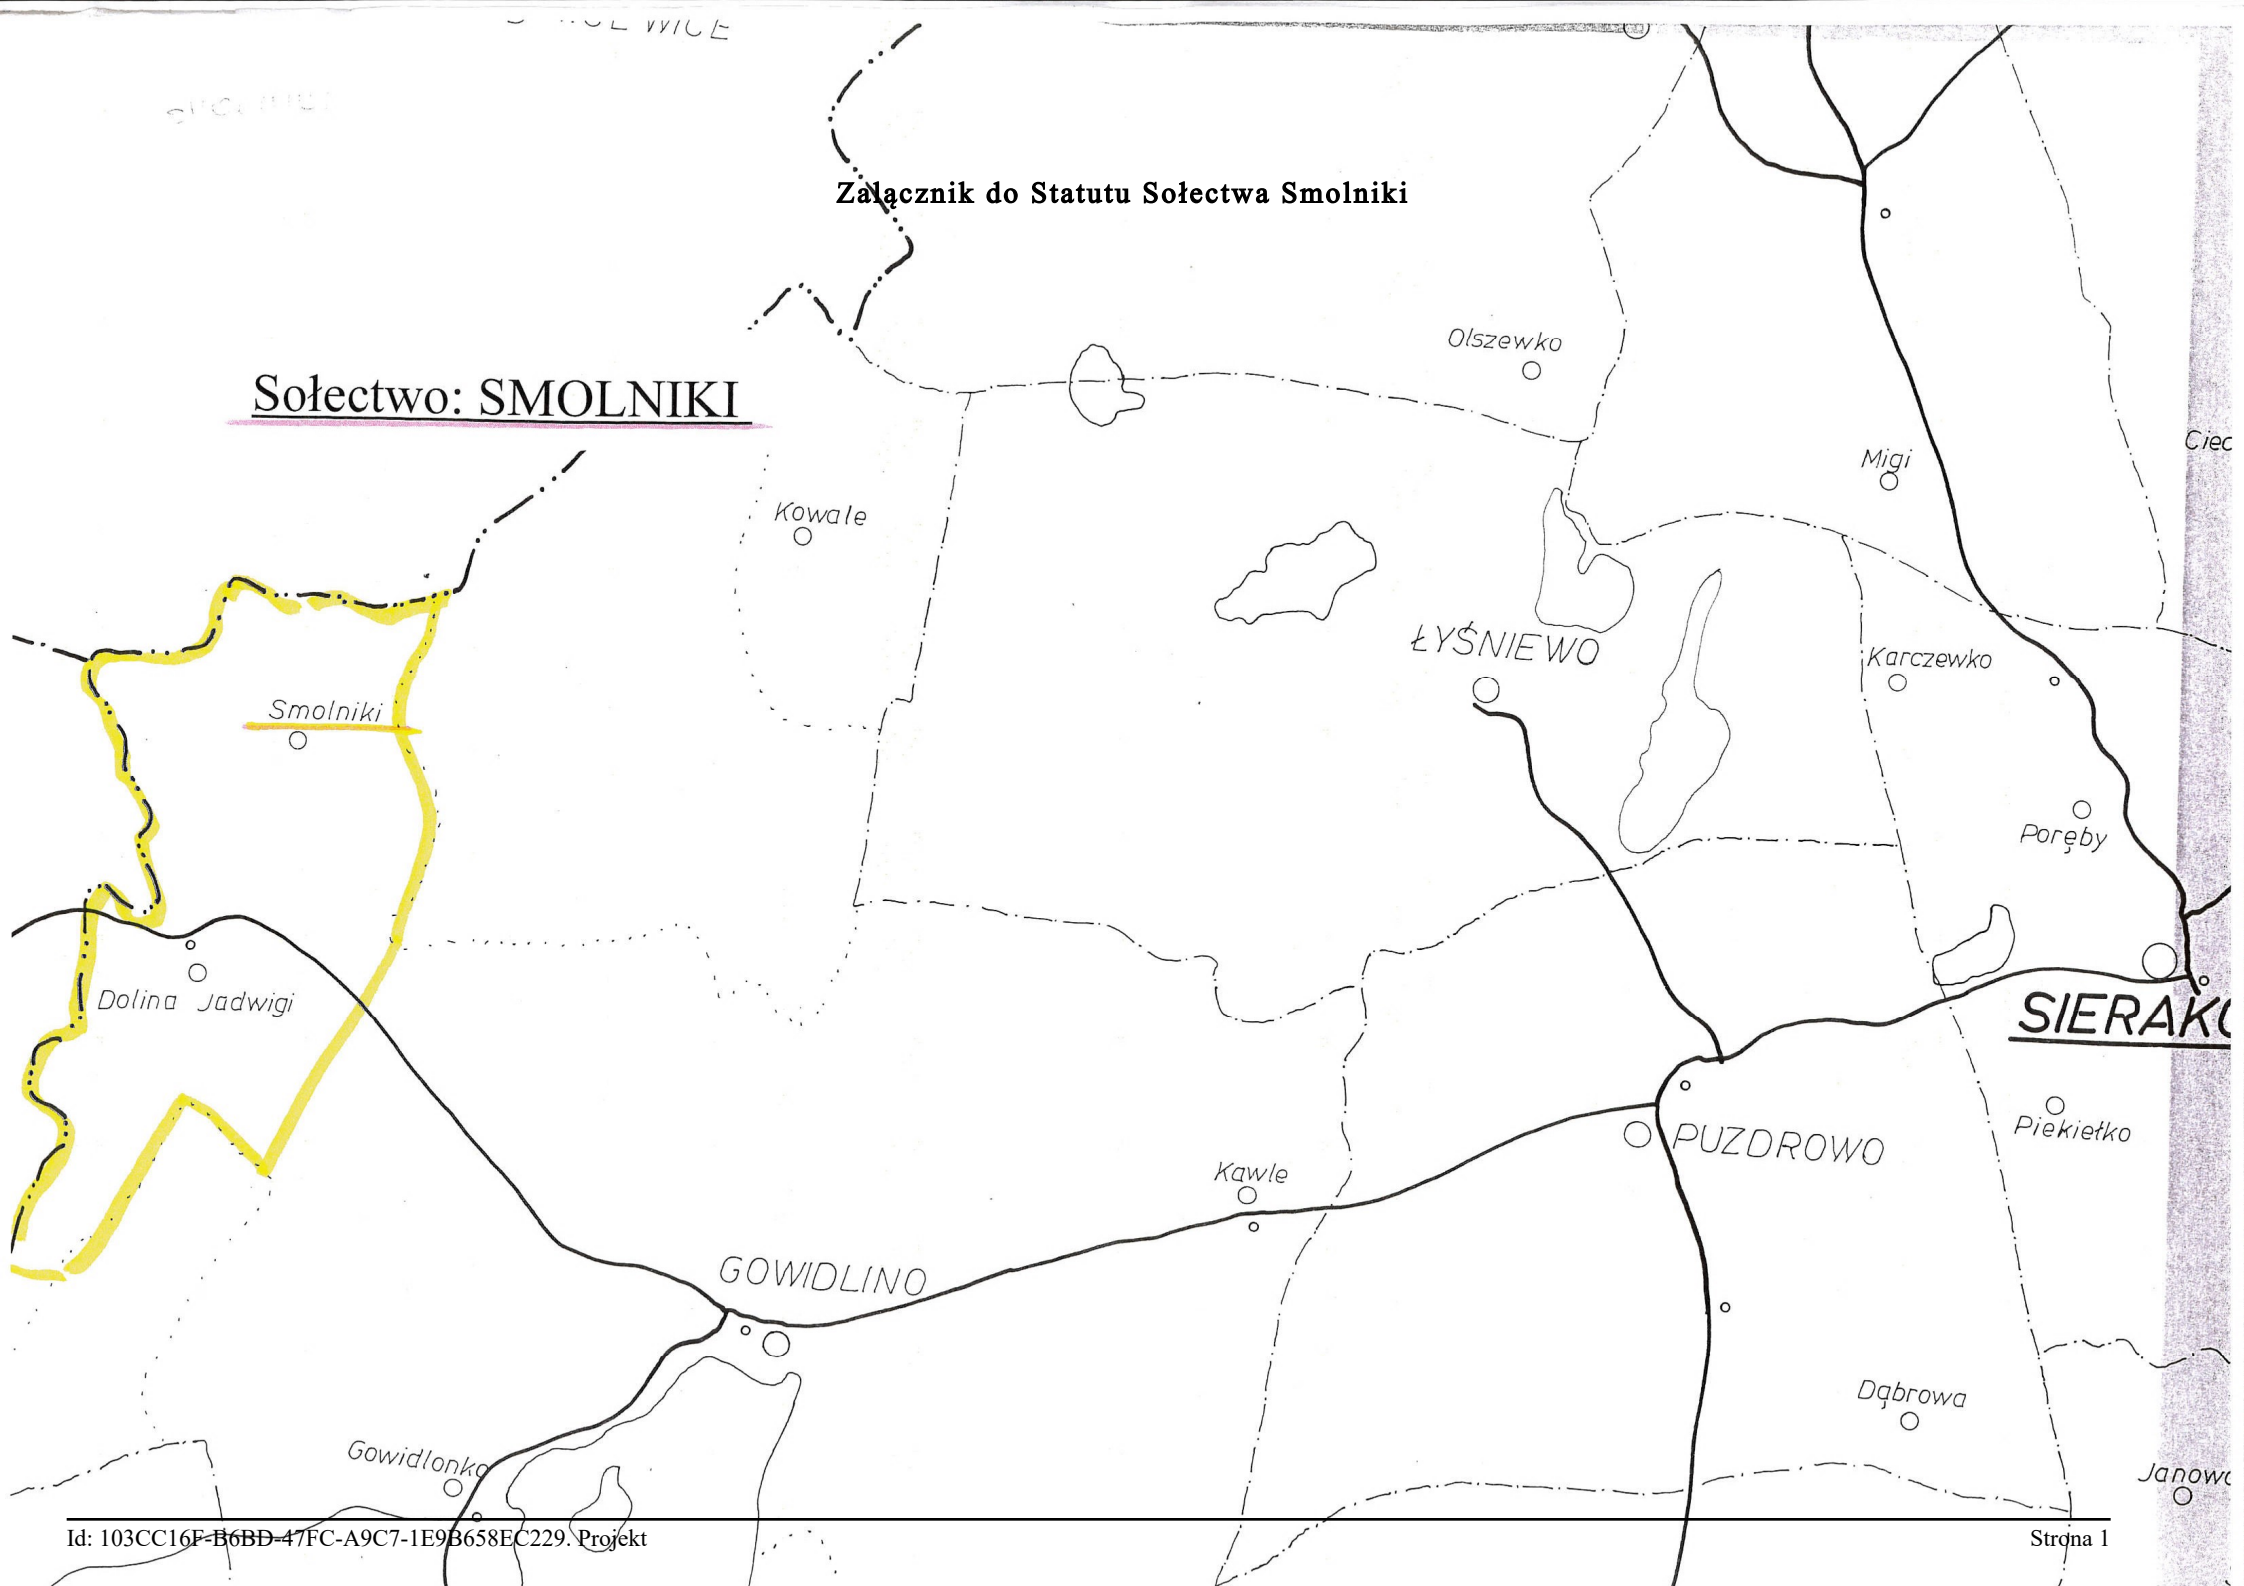 Załącznik do Statutu Sołectwa Smolniki
Olszewko
Sołectwo: SMOLNIKI
Migi
Kowale
ŁYŚNIEWO
Karczewko
Smolniki
Poręby
Dolina Jadwigi
SIERAK
PUZDROWO
Piekiełko
Kawle
GOWIDLINO
Dąbrowa
Gowidlonko
Janowo
Id: 103CC16F-B6BD-47FC-A9C7-1E9B658EC229. Projekt
Strona 1